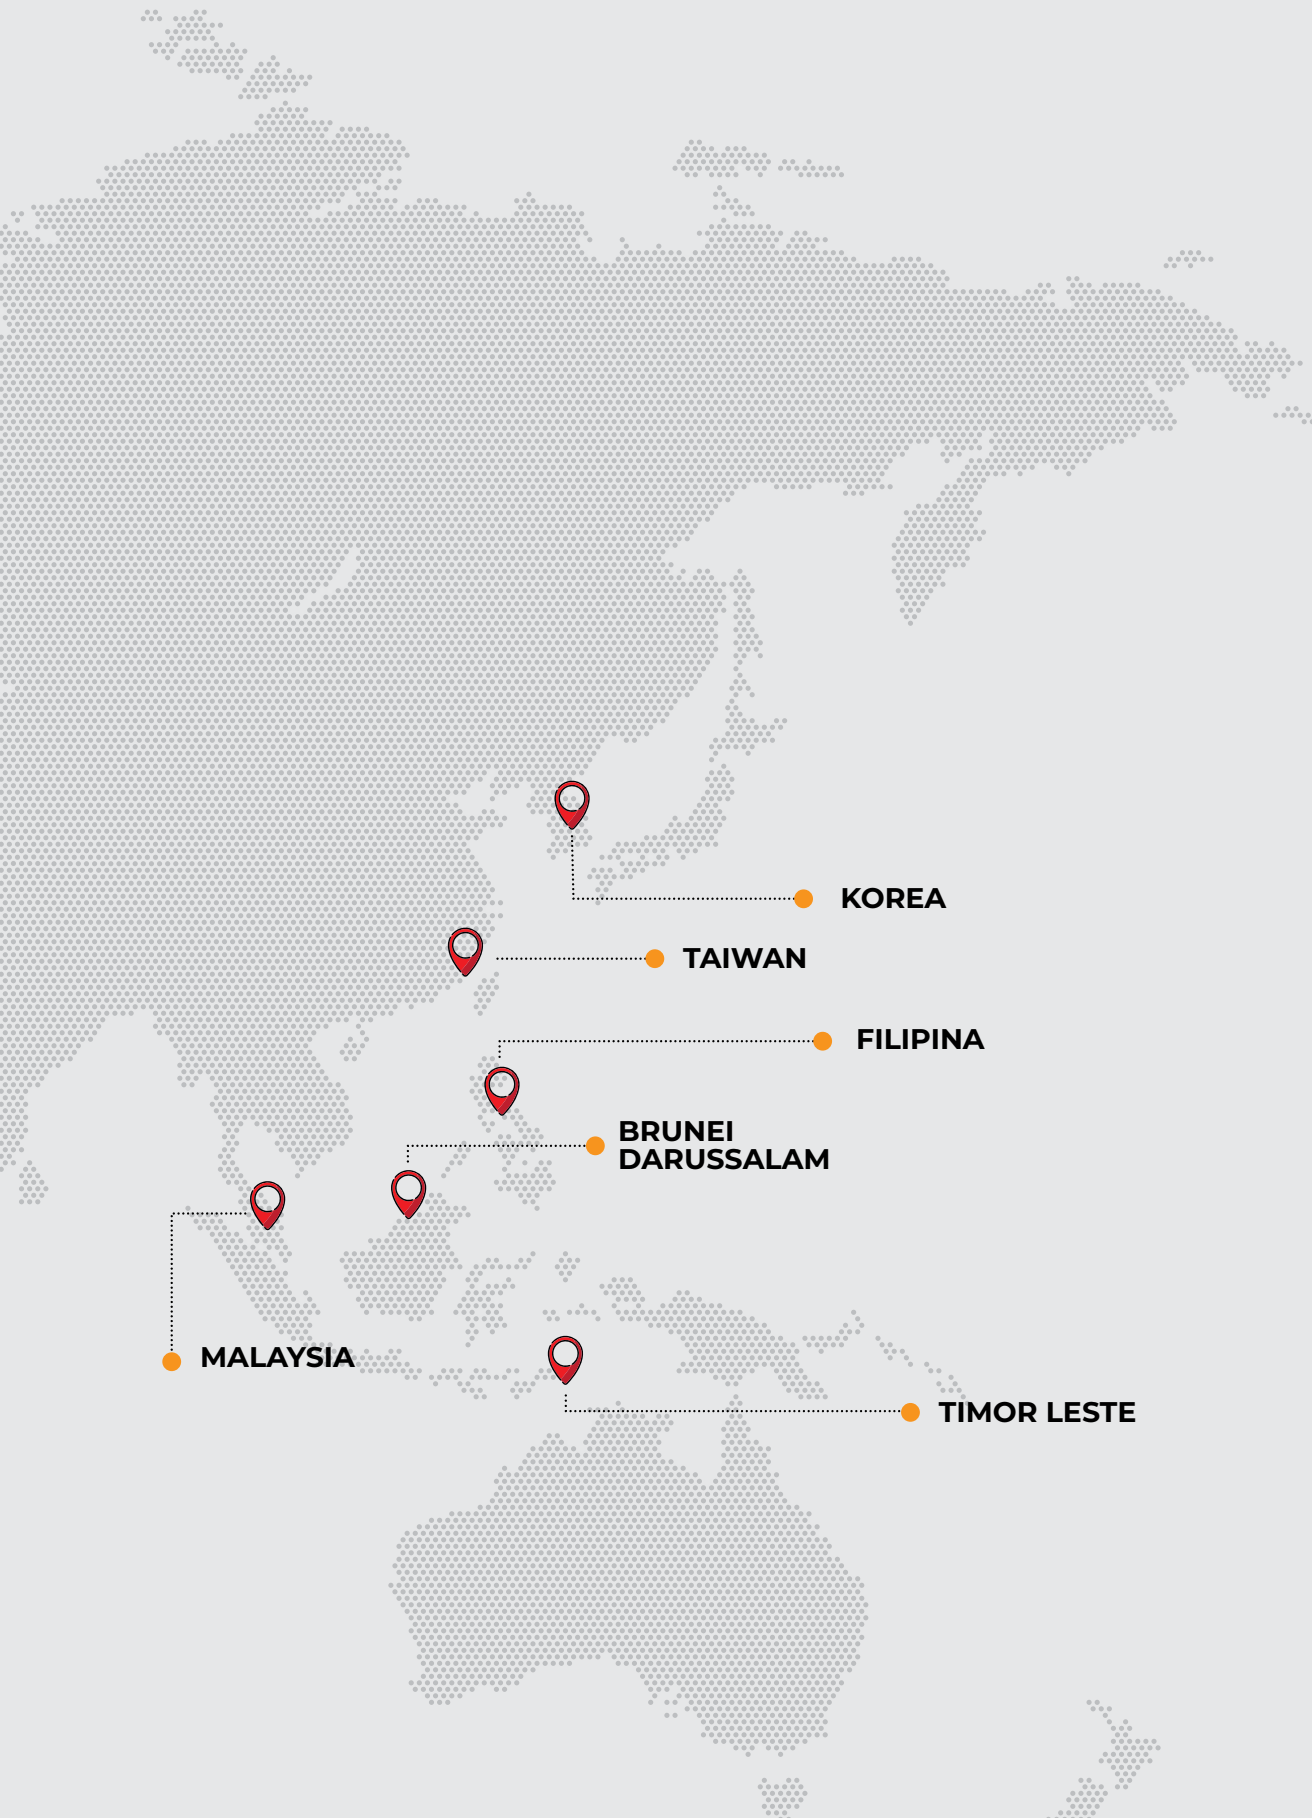 KOREA
TAIWAN
FILIPINA
BRUNEI
DARUSSALAM
MALAYSIA
TIMOR LESTE